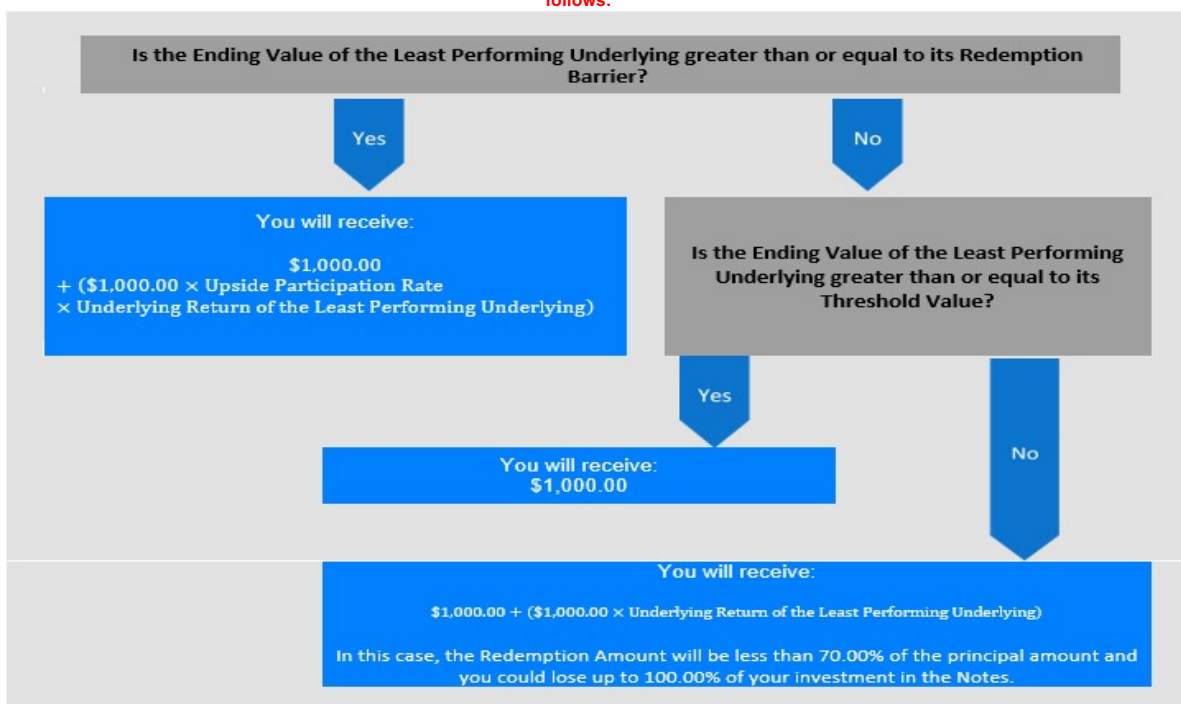 follows:
Is the Ending Value of the Least Performing Underlying greater than or equal to its Redemption
Barrier?
Yes
No
You will receive:
$1,000.00
+ ($1,000.00 × Upside Participation Rate
× Underlying Return of the Least Performing Underlying)
Is the Ending Value of the Least Performing
Underlying greater than or equal to its
Threshold Value?
Yes
No
You will receive:
$1,000.00
You will receive:
$1,000.00 + ($1,000.00 × Underlying Return of the Least Performing Underlying)
In this case, the Redemption Amount will be less than 70.00% of the principal amount and
you could lose up to 100.00% of your investment in the Notes.